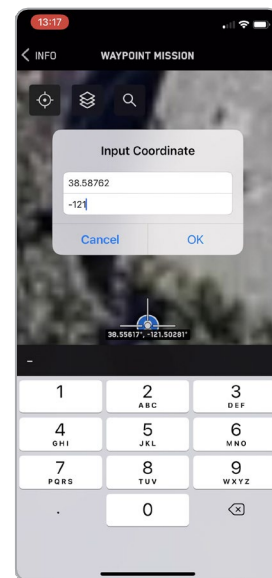 13:17
INFO
WAYPOINT MISSION
Input Coordinate
38.58762
-121
Cancel
OK
38.55617°, -121.50281°
-
1
2
ABC
3
DEF
4
GHI
5
JKL
6
MNO
7
PQRS
8
TUV
9
WXYZ
.
0